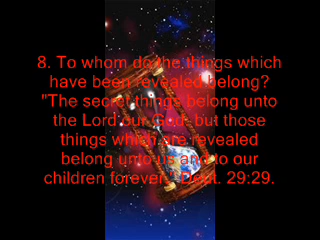 8. To whom do the things which
have been revealed belong?
"The secret things belong unto
the Lord our God: but those
things which are revealed
belong unto us and to our
children forever." Deut. 29:29.